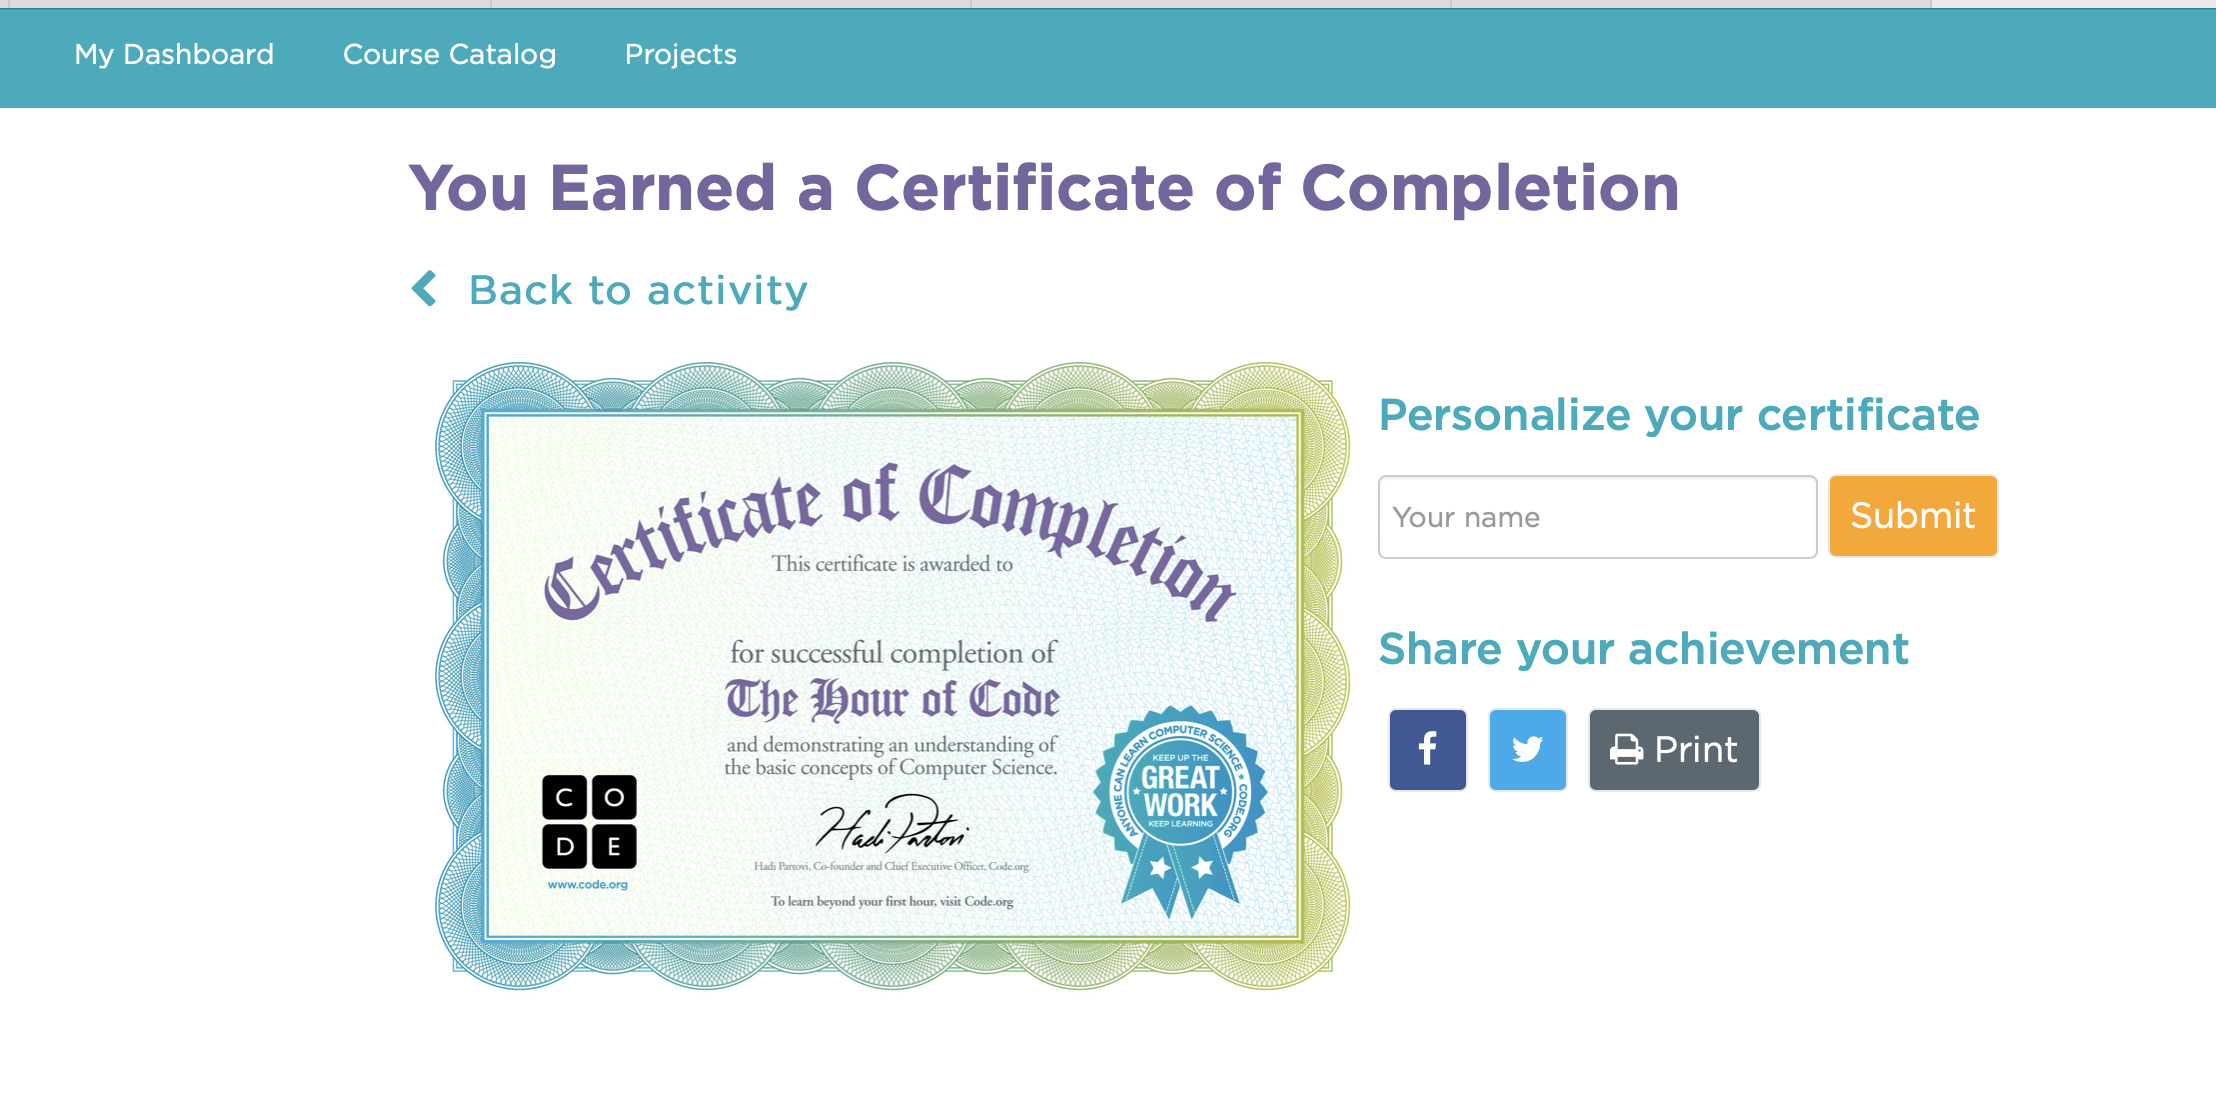 My Dashboard Course Catalog Projects
You Earned a Certificate of Completion
Back to activity
Certificate of Completion
This certificate is awarded to
for successful completion of
The Hour of Code
and demonstrating an understanding of
the basic concepts of Computer Science.
C O
D E
www.code.org
Hadi Partovi
Hadi Partovi, Co-founder and Chief Executive Officer, Code.org
To learn beyond your first hour, visit Code.org
ANYONE CAN LEARN COMPUTER SCIENCE ★ CODE.ORG
KEEP UP THE
GREAT
WORK
KEEP LEARNING
Personalize your certificate
Your name
Submit
Share your achievement
f
Print